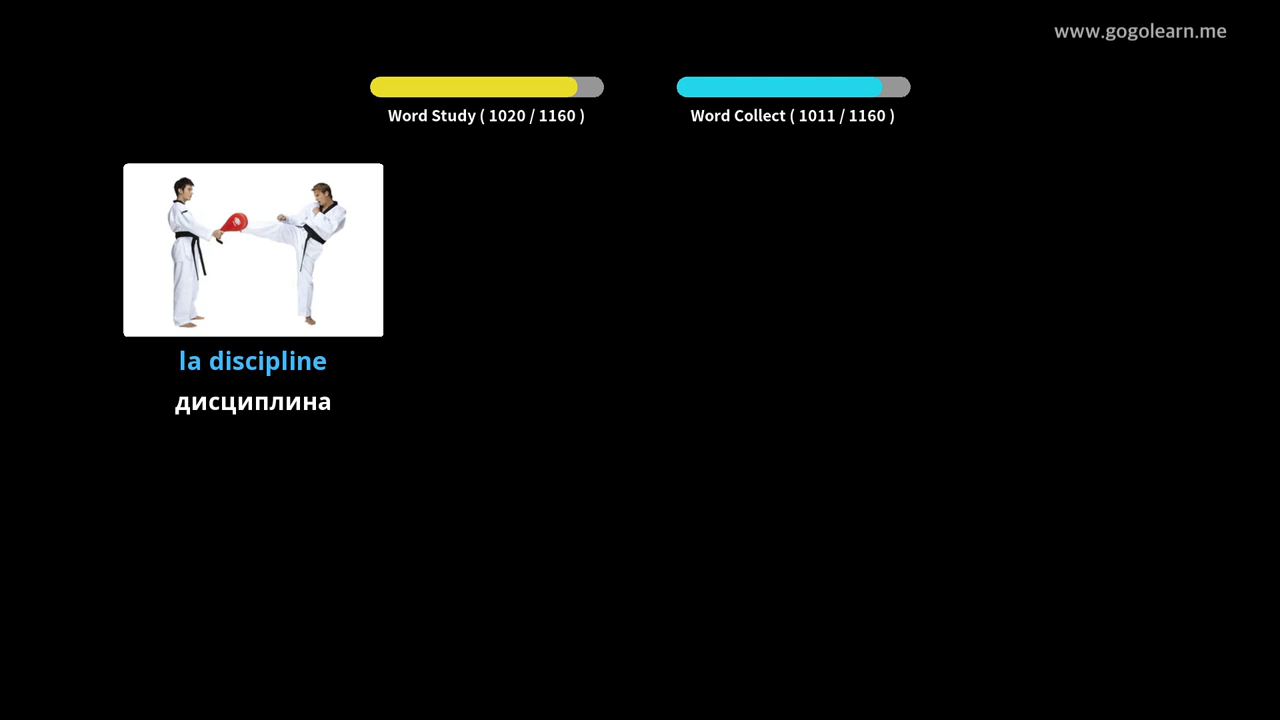 www.gogolearn.me
Word Study ( 1020 / 1160 )
Word Collect ( 1011 / 1160 )
la discipline
дисциплина